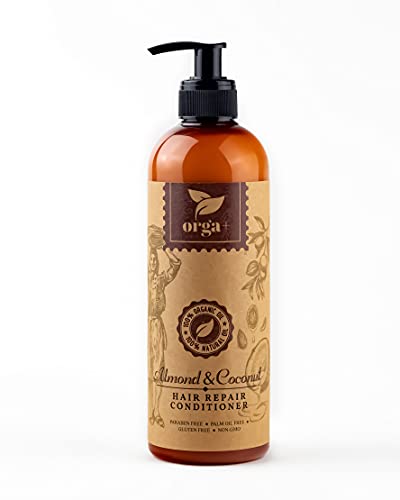 orga+
100% ORGANIC OIL
100% NATURAL OIL
Almond & Coconut
HAIR REPAIR
CONDITIONER
PARABEN FREE • PALM OIL FREE
GLUTEN FREE • NON-GMO